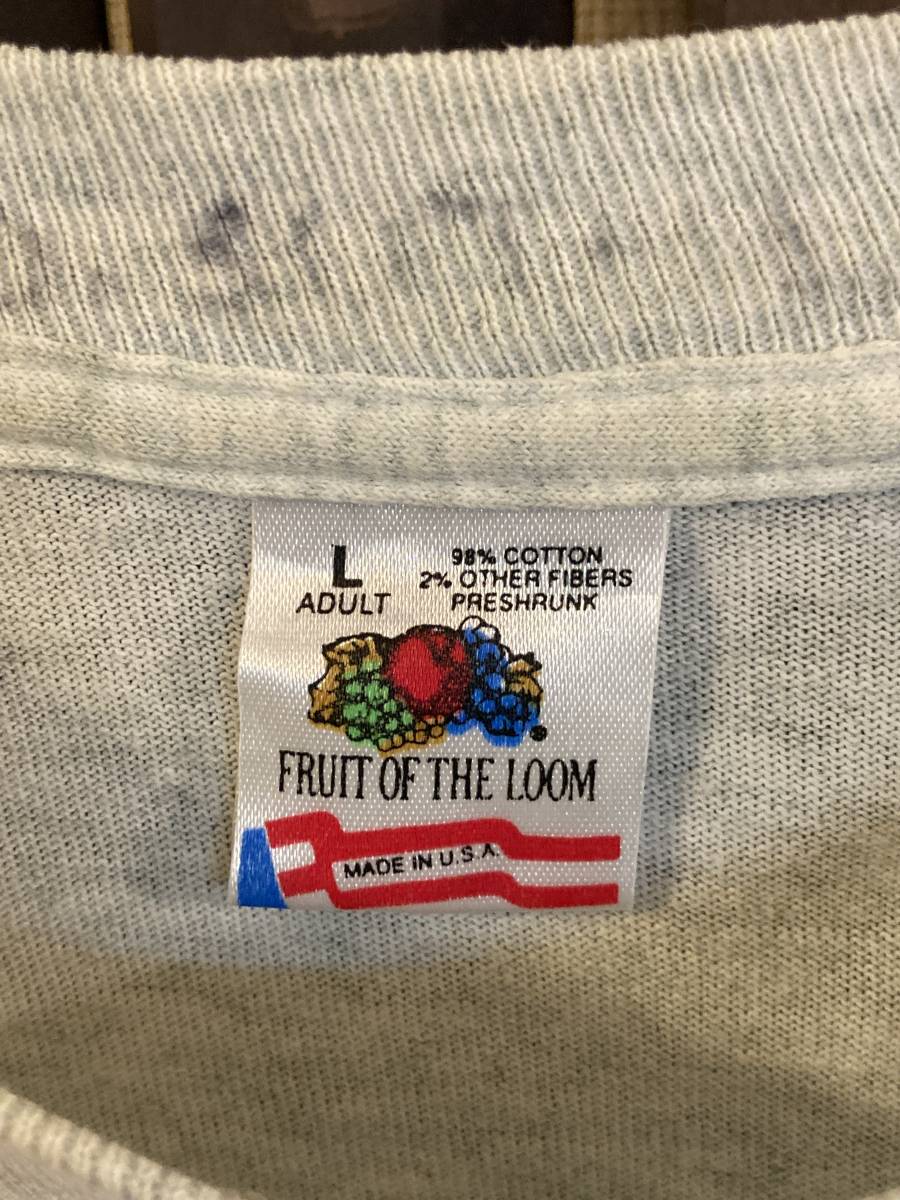 L
ADULT
98% COTTON
2% OTHER FIBERS
PRESHRUNK
®
FRUIT OF THE LOOM
MADE IN U.S.A.